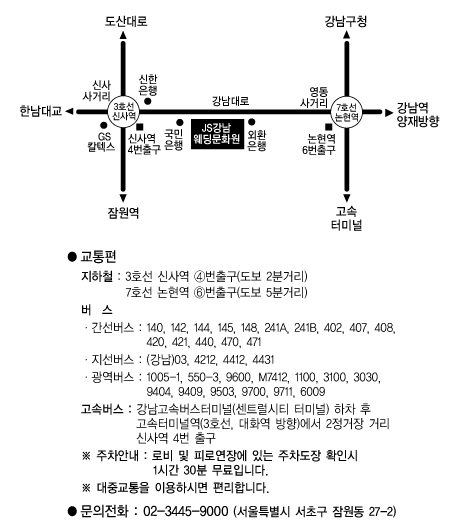 도산대로
강남구청
신사
사거리
신한
은행
강남대로
영동
사거리
한남대교
3호선
신사역
7호선
논현역
강남역
양재방향
GS
칼텍스
신사역
4번출구
국민
은행
JS강남
웨딩문화원
외환
은행
논현역
6번출구
잠원역
고속
터미널
● 교통편
지하철 : 3호선 신사역 ④번출구(도보 2분거리)
7호선 논현역 ⑥번출구(도보 5분거리)
버 스
· 간선버스 : 140, 142, 144, 145, 148, 241A, 241B, 402, 407, 408,
420, 421, 440, 470, 471
· 지선버스 : (강남)03, 4212, 4412, 4431
· 광역버스 : 1005-1, 550-3, 9600, M7412, 1100, 3100, 3030,
9404, 9409, 9503, 9700, 9711, 6009
고속버스 : 강남고속버스터미널(센트럴시티 터미널) 하차 후
고속터미널역(3호선, 대화역 방향)에서 2정거장 거리
신사역 4번 출구
※ 주차안내 : 로비 및 피로연장에 있는 주차도장 확인시
1시간 30분 무료입니다.
※ 대중교통을 이용하시면 편리합니다.
● 문의전화 : 02-3445-9000 (서울특별시 서초구 잠원동 27-2)